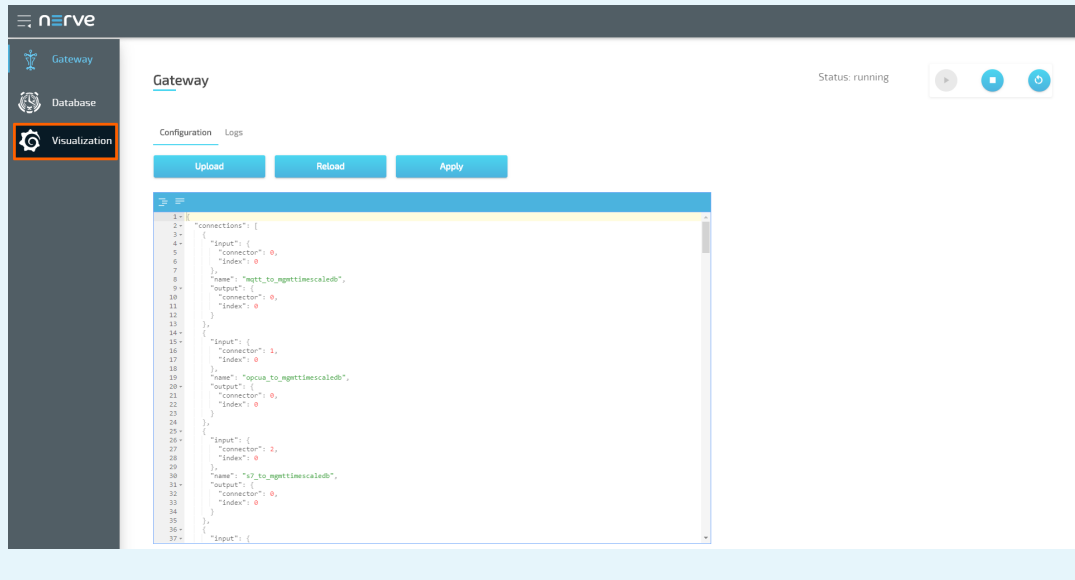 nerve
Gateway
Database
Visualization
Gateway
Status: running
Configuration Logs
Upload Reload Apply
1 {
2 "connections": [
3 {
4 "input": {
5 "connector": 0,
6 "index": 0
7 },
8 "name": "mqtt_to_mgmttimescaledb",
9 "output": {
10 "connector": 0,
11 "index": 0
12 }
13 },
14 {
15 "input": {
16 "connector": 1,
17 "index": 0
18 },
19 "name": "opcua_to_mgmttimescaledb",
20 "output": {
21 "connector": 0,
22 "index": 0
23 }
24 },
25 {
26 "input": {
27 "connector": 2,
28 "index": 0
29 },
30 "name": "s7_to_mgmttimescaledb",
31 "output": {
32 "connector": 0,
33 "index": 0
34 }
35 },
36 {
37 "input": {